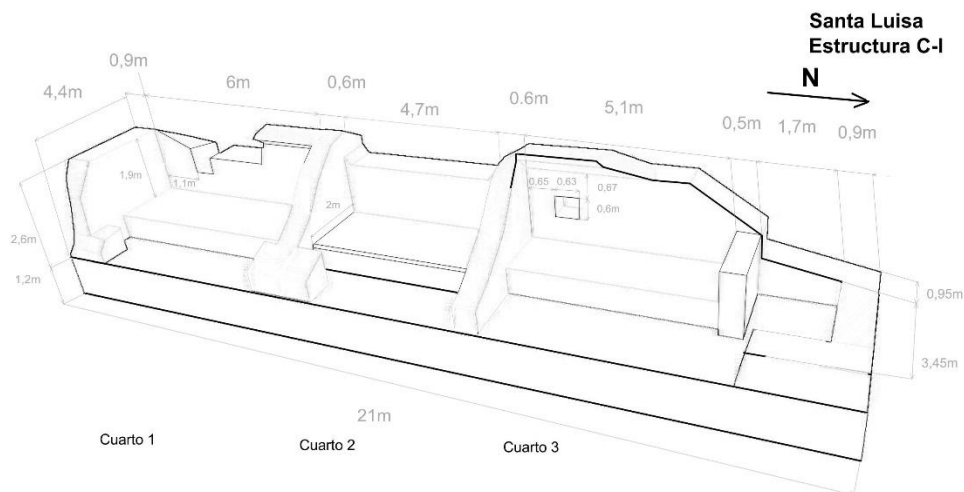 Santa Luisa
Estructura C-I
N
0,9m
4,4m
6m
0,6m
4,7m
0.6m
5,1m
0,5m
1,7m
0,9m
1,9m
1.1m
2m
0.65
0.63
0,67
0,6m
2,6m
1,2m
0,95m
3,45m
21m
Cuarto 1
Cuarto 2
Cuarto 3